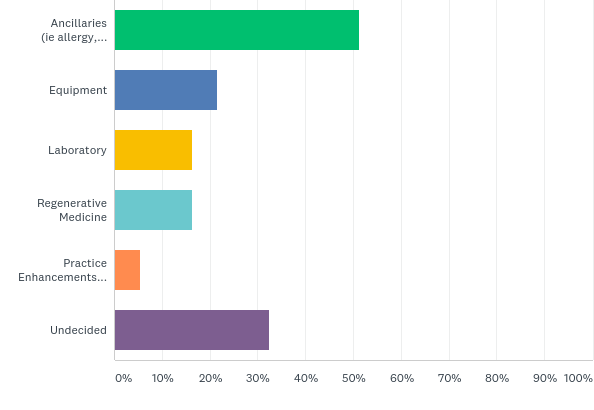 Ancillaries
(ie allergy,...
Equipment
Laboratory
Regenerative
Medicine
Practice
Enhancements...
Undecided
0% 10% 20% 30% 40% 50% 60% 70% 80% 90% 100%